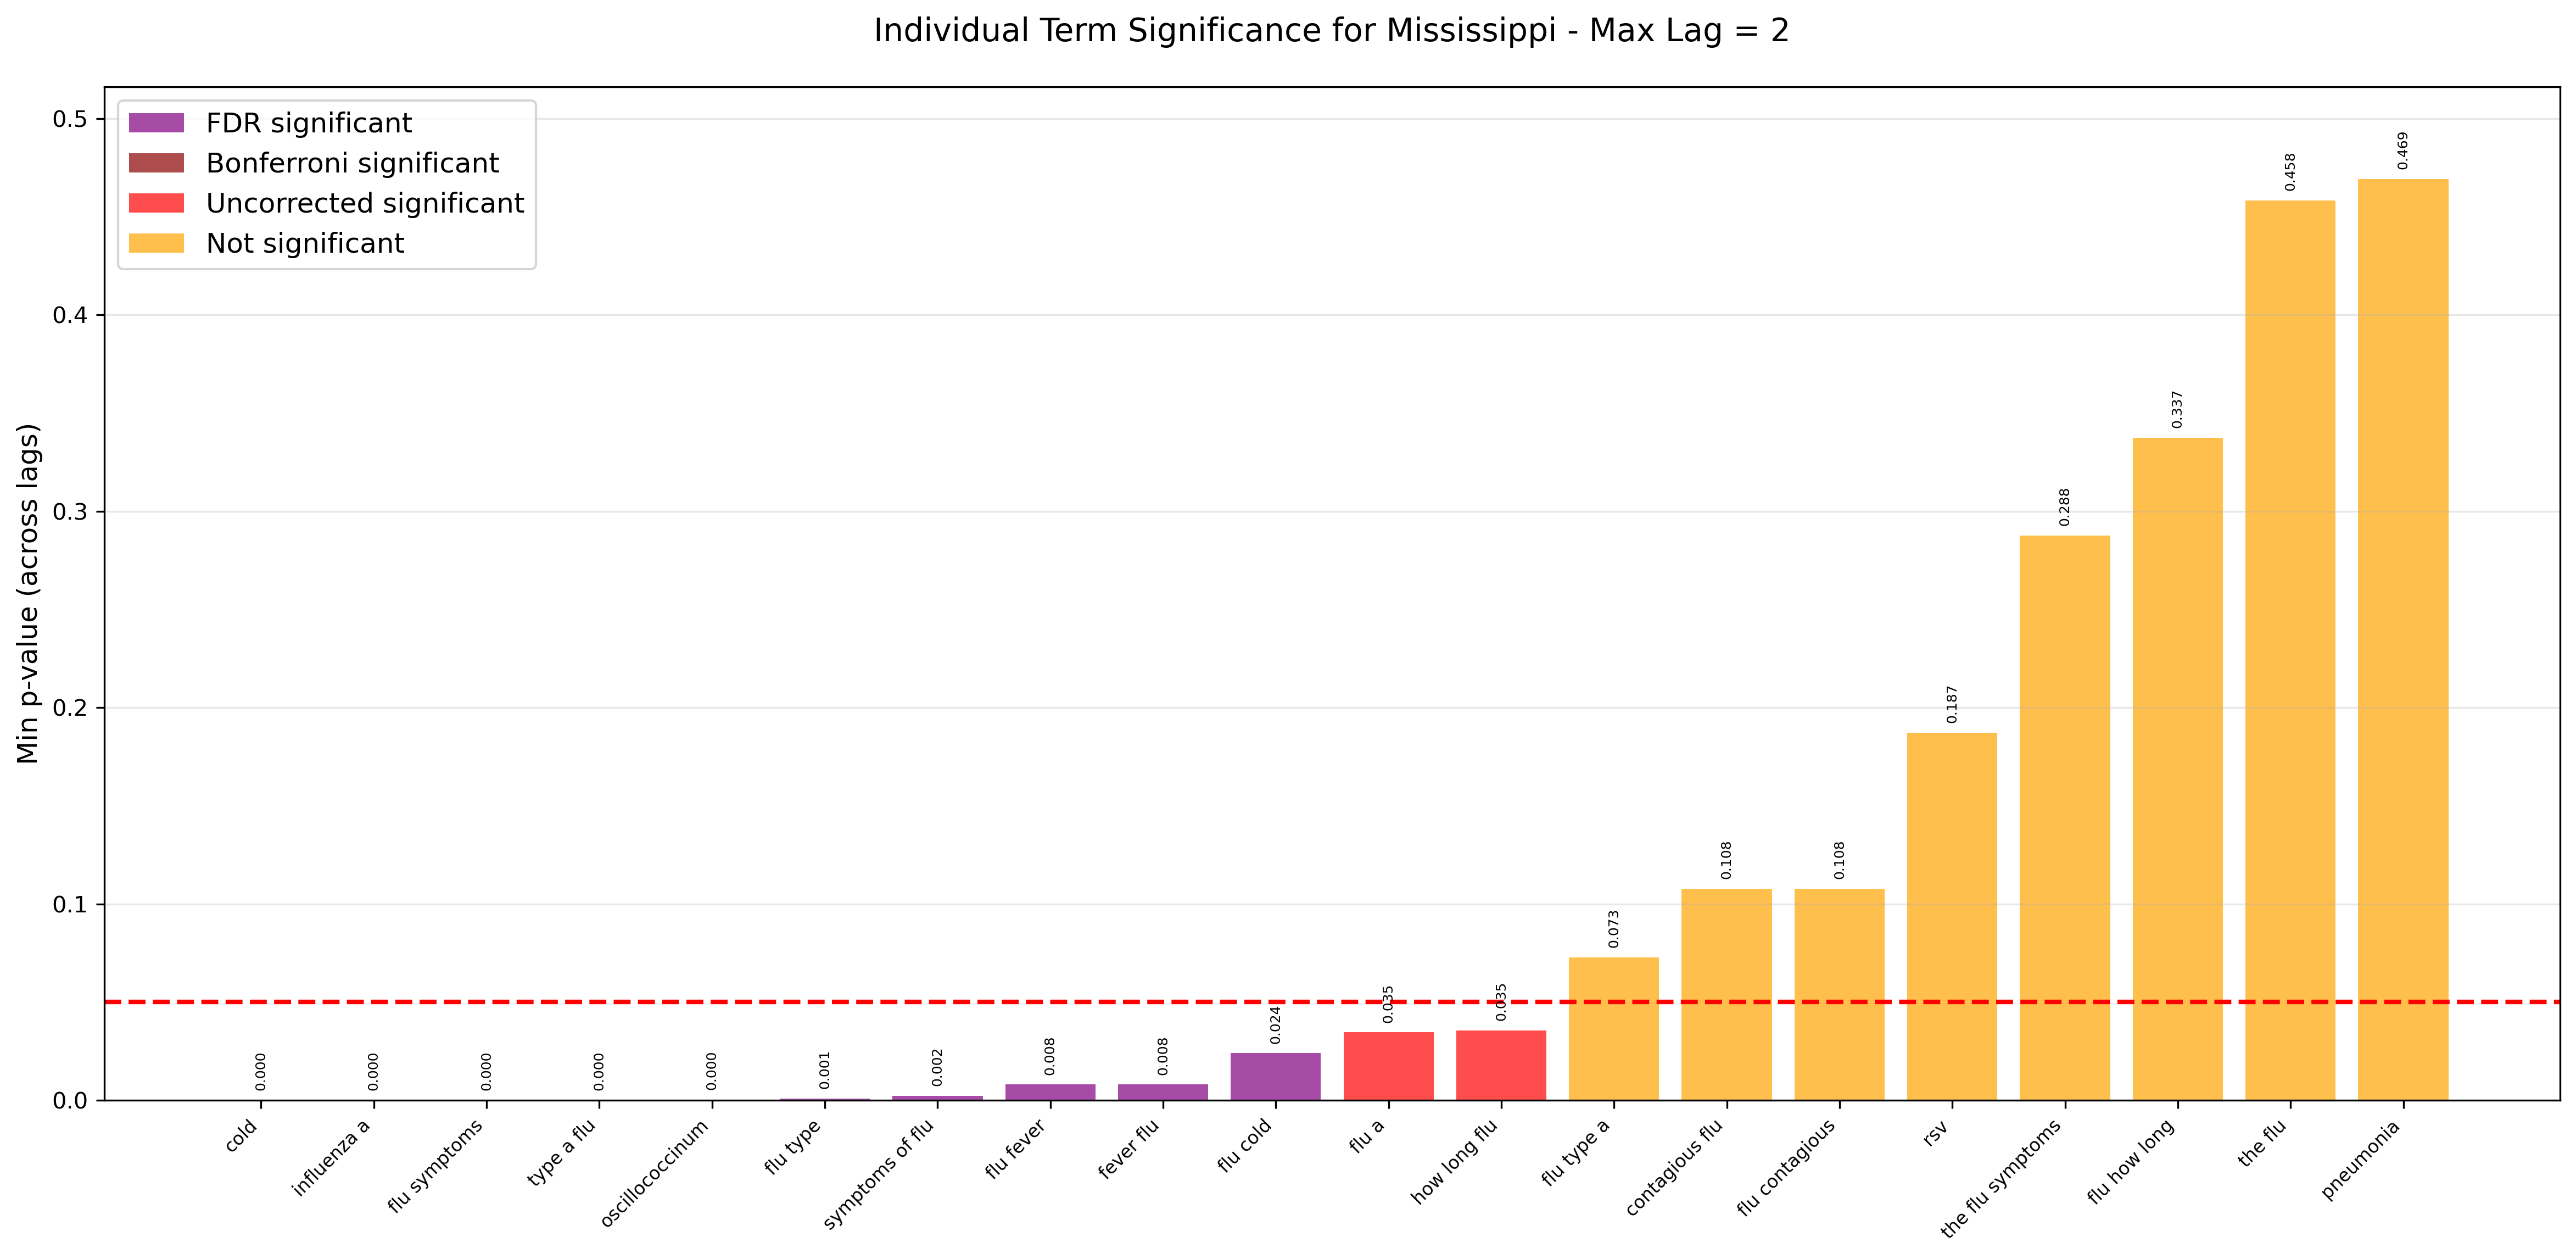 Individual Term Significance for Mississippi - Max Lag = 2
FDR significant
Bonferroni significant
Uncorrected significant
Not significant
Min p-value (across lags)
0.5
0.4
0.3
0.2
0.1
0.0
0.000
0.000
0.000
0.000
0.000
0.001
0.002
0.008
0.008
0.024
0.035
0.035
0.073
0.108
0.108
0.187
0.288
0.337
0.458
0.469
cold
influenza a
flu symptoms
type a flu
oscillococcinum
flu type
symptoms of flu
flu fever
fever flu
flu cold
flu a
how long flu
flu type a
contagious flu
flu contagious
rsv
the flu symptoms
flu how long
the flu
pneumonia